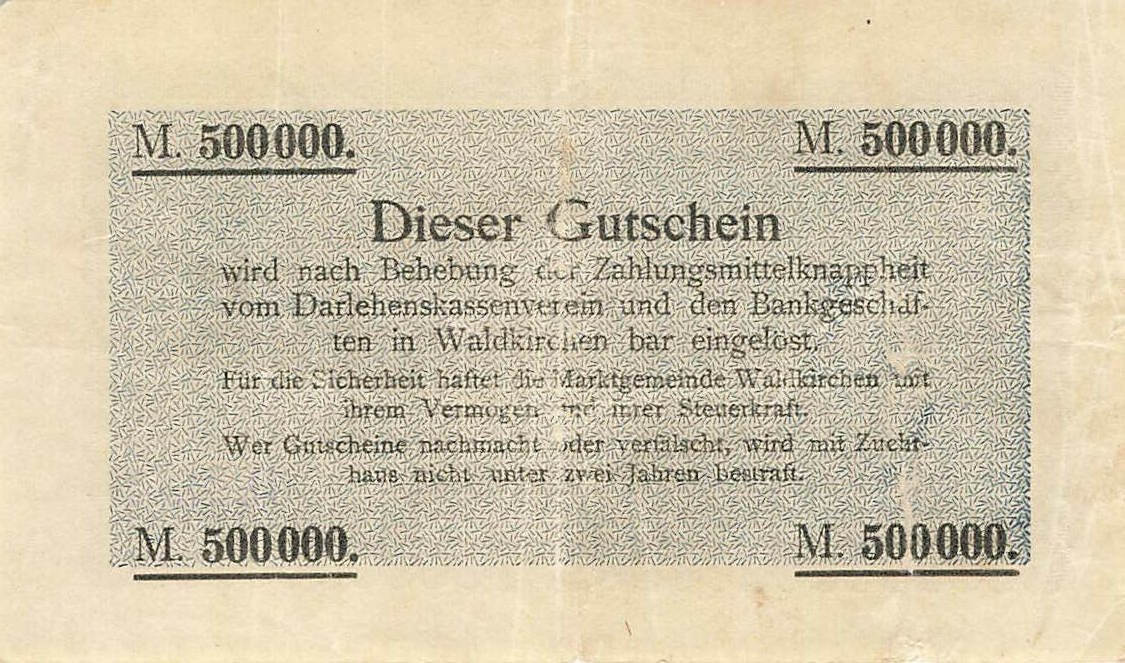 M. 500000. M. 500000.
Dieser Gutschein
wird nach Behebung der Zahlungsmittelknappheit
vom Darlehenskassenverein und den Bankgeschäf-
ten in Waldkirchen bar eingelöst.
Für die Sicherheit haftet die Marktgemeinde Waldkirchen mit
ihrem Vermögen und ihrer Steuerkraft.
Wer Gutscheine nachmacht oder verfälscht, wird mit Zucht-
haus nicht unter zwei Jahren bestraft.
M. 500000. M. 500000.